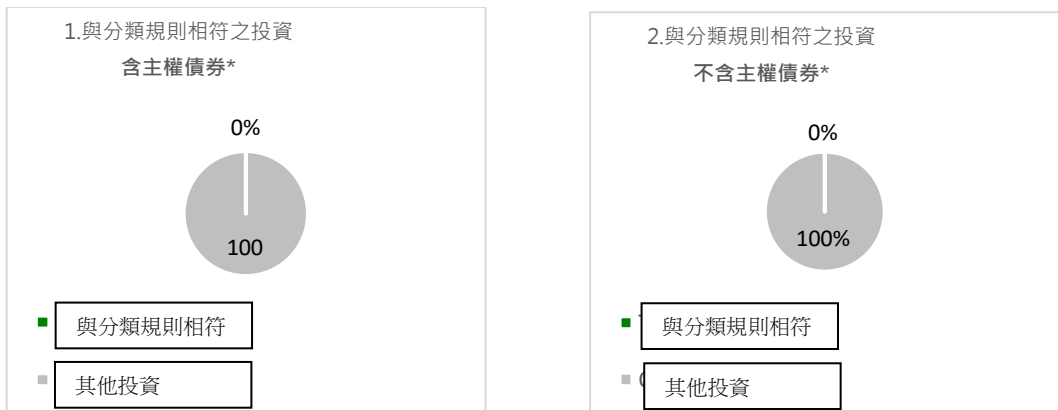 1.與分類規則相符之投資
含主權債券*
0%
100
與分類規則相符
其他投資
2.與分類規則相符之投資
不含主權債券*
0%
100%
與分類規則相符
其他投資